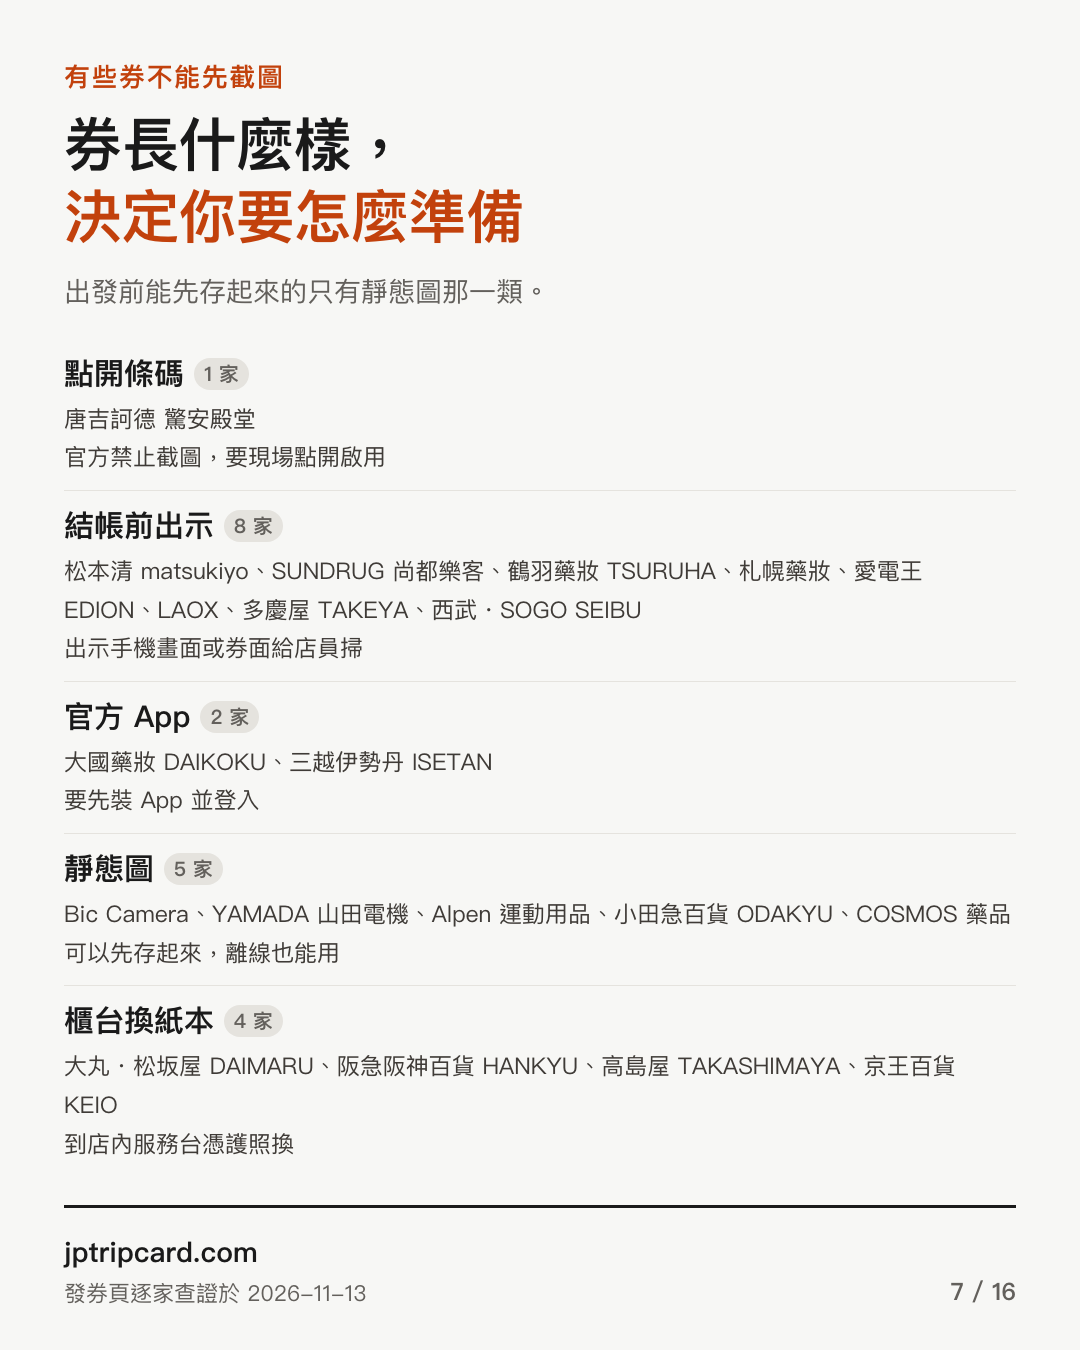 有些券不能先截圖
券長什麼樣，
決定你要怎麼準備
出發前能先存起來的只有靜態圖那一類。
點開條碼 1 家
唐吉訶德 驚安殿堂
官方禁止截圖，要現場點開啟用
結帳前出示 8 家
松本清 matsukiyo、SUNDRUG 尚都樂客、鶴羽藥妝 TSURUHA、札幌藥妝、愛電王
EDION、LAOX、多慶屋 TAKEYA、西武・SOGO SEIBU
出示手機畫面或券面給店員掃
官方 App 2 家
大國藥妝 DAIKOKU、三越伊勢丹 ISETAN
要先裝 App 並登入
靜態圖 5 家
Bic Camera、YAMADA 山田電機、Alpen 運動用品、小田急百貨 ODAKYU、COSMOS 藥品
可以先存起來，離線也能用
櫃台換紙本 4 家
大丸・松坂屋 DAIMARU、阪急阪神百貨 HANKYU、高島屋 TAKASHIMAYA、京王百貨
KEIO
到店內服務台憑護照換
jptripcard.com
發券頁逐家查證於 2026–11–13
7 / 16